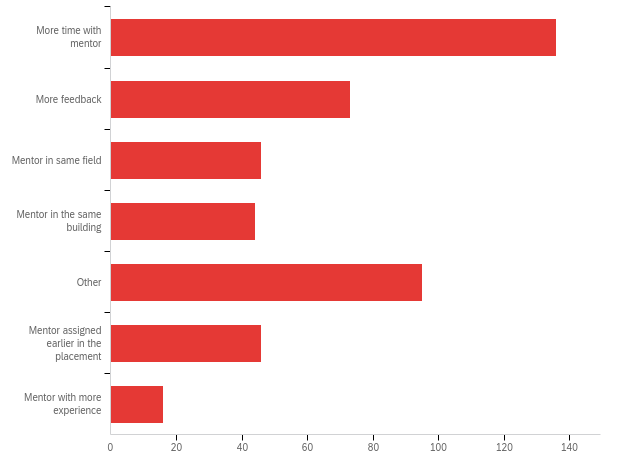 More time with
mentor
More feedback
Mentor in same field
Mentor in the same
building
Other
Mentor assigned
earlier in the
placement
Mentor with more
experience
0 20 40 60 80 100 120 140